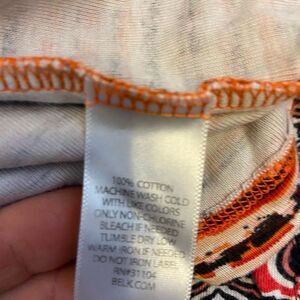 100% COTTON
MACHINE WASH COLD
WITH LIKE COLORS
ONLY NON-CHLORINE
BLEACH IF NEEDED
TUMBLE DRY LOW
WARM IRON IF NEEDED
DO NOT IRON LABEL
RN#31104
BELK.COM